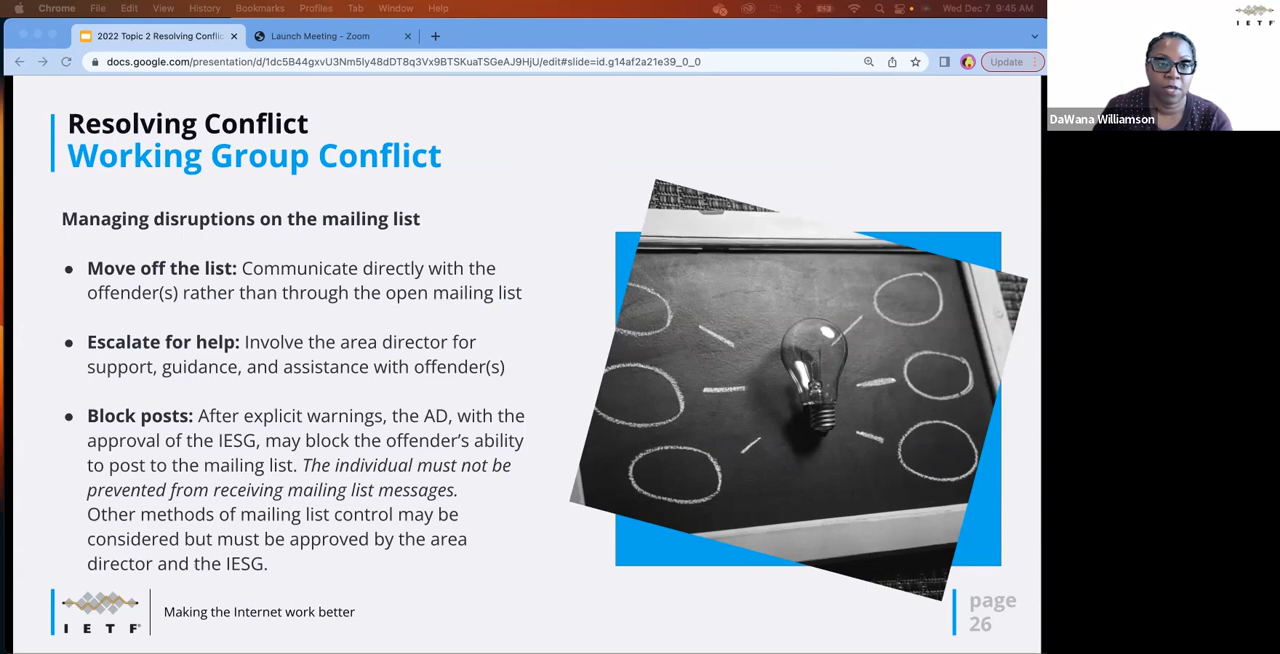 Chrome File Edit View History Bookmarks Profiles Tab Window Help Wed Dec 7 9:45 AM
2022 Topic 2 Resolving Conflic Launch Meeting - Zoom
docs.google.com/presentation/d/1dc5B44gxvU3Nm5Iy48dDT8q3Vx9BTSKuaTSGeAJ9HjU/edit#slide=id.g14af2a21e39_0_0 Update
IETF
DaWana Williamson
Resolving Conflict
Working Group Conflict
Managing disruptions on the mailing list
● Move off the list: Communicate directly with the
offender(s) rather than through the open mailing list
● Escalate for help: Involve the area director for
support, guidance, and assistance with offender(s)
● Block posts: After explicit warnings, the AD, with the
approval of the IESG, may block the offender’s ability
to post to the mailing list. The individual must not be
prevented from receiving mailing list messages.
Other methods of mailing list control may be
considered but must be approved by the area
director and the IESG.
IETF®
Making the Internet work better
page
26